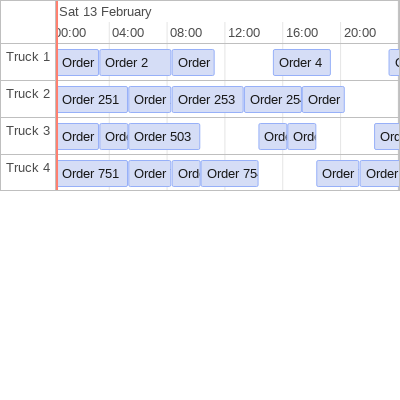 Sat 13 February
00:00 04:00 08:00 12:00 16:00 20:00
Truck 1 Order Order 2 Order Order 4
Truck 2 Order 251 Order Order 253 Order 25 Order
Truck 3 Order Ord Order 503 Ord Ord Ord
Truck 4 Order 751 Order Ord Order 75 Order Order